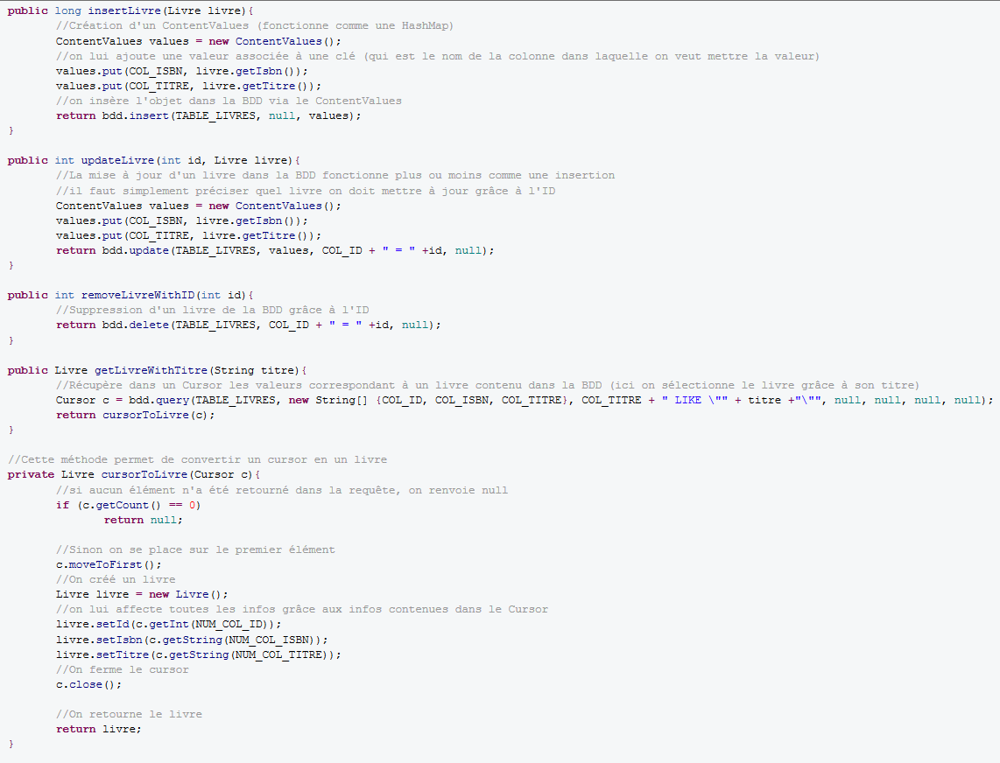 public long insertLivre(Livre livre){
//Création d'un ContentValues (fonctionne comme une HashMap)
ContentValues values = new ContentValues();
//on lui ajoute une valeur associée à une clé (qui est le nom de la colonne dans laquelle on veut mettre la valeur)
values.put(COL_ISBN, livre.getIsbn());
values.put(COL_TITRE, livre.getTitre());
//on insère l'objet dans la BDD via le ContentValues
return bdd.insert(TABLE_LIVRES, null, values);
}
public int updateLivre(int id, Livre livre){
//La mise à jour d'un livre dans la BDD fonctionne plus ou moins comme une insertion
//il faut simplement préciser quel livre on doit mettre à jour grâce à l'ID
ContentValues values = new ContentValues();
values.put(COL_ISBN, livre.getIsbn());
values.put(COL_TITRE, livre.getTitre());
return bdd.update(TABLE_LIVRES, values, COL_ID + " = " +id, null);
}
public int removeLivreWithID(int id){
//Suppression d'un livre de la BDD grâce à l'ID
return bdd.delete(TABLE_LIVRES, COL_ID + " = " +id, null);
}
public Livre getLivreWithTitre(String titre){
//Récupère dans un Cursor les valeurs correspondant à un livre contenu dans la BDD (ici on sélectionne le livre grâce à son titre)
Cursor c = bdd.query(TABLE_LIVRES, new String[] {COL_ID, COL_ISBN, COL_TITRE}, COL_TITRE + " LIKE \"" + titre +"\"", null, null, null, null);
return cursorToLivre(c);
}
//Cette méthode permet de convertir un cursor en un livre
private Livre cursorToLivre(Cursor c){
//si aucun élément n'a été retourné dans la requête, on renvoie null
if (c.getCount() == 0)
return null;
//Sinon on se place sur le premier élément
c.moveToFirst();
//On créé un livre
Livre livre = new Livre();
//on lui affecte toutes les infos grâce aux infos contenues dans le Cursor
livre.setId(c.getInt(NUM_COL_ID));
livre.setIsbn(c.getString(NUM_COL_ISBN));
livre.setTitre(c.getString(NUM_COL_TITRE));
//On ferme le cursor
c.close();
//On retourne le livre
return livre;
}